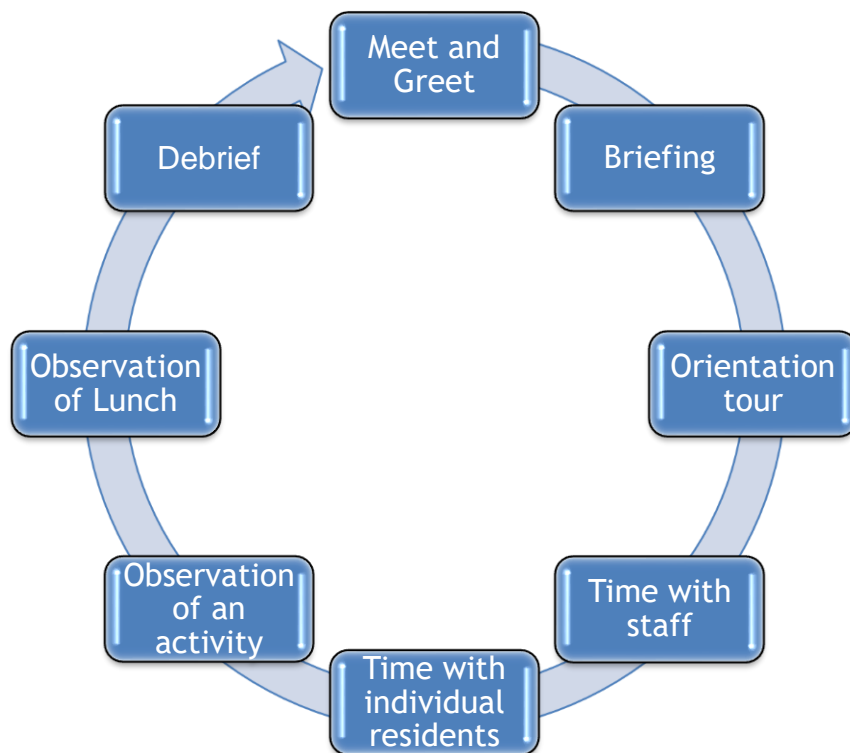 Meet and
Greet
Briefing
Orientation
tour
Time with
staff
Time with
individual
residents
Observation
of an
activity
Observation
of Lunch
Debrief